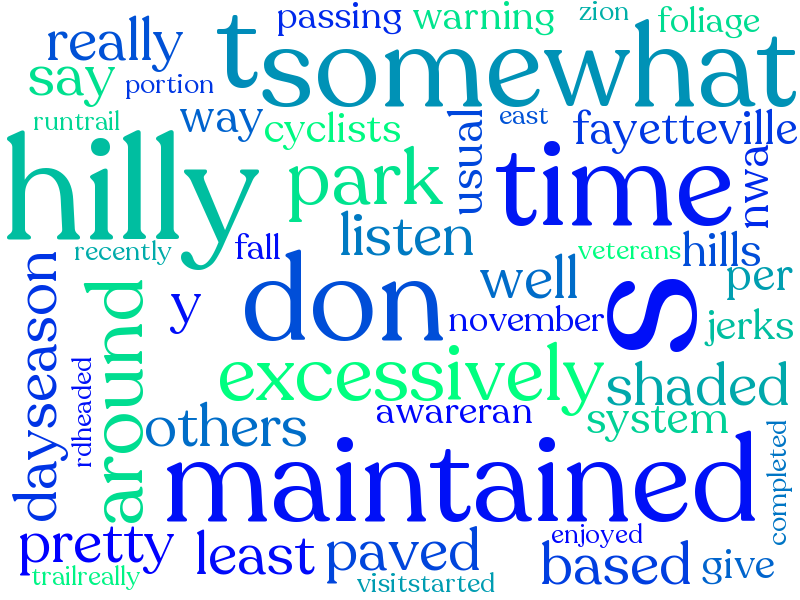 passing warning zion foliage
really t somewhat
say portion
runtrail way cyclists usual east fayetteville
hilly park time nwa
recently fall listen veterans hills
dayseason y don well per
around november s jerks
rdheaded excessively shaded
others awareran system
maintained completed
pretty least paved enjoyed
trailreally visitstarted based give